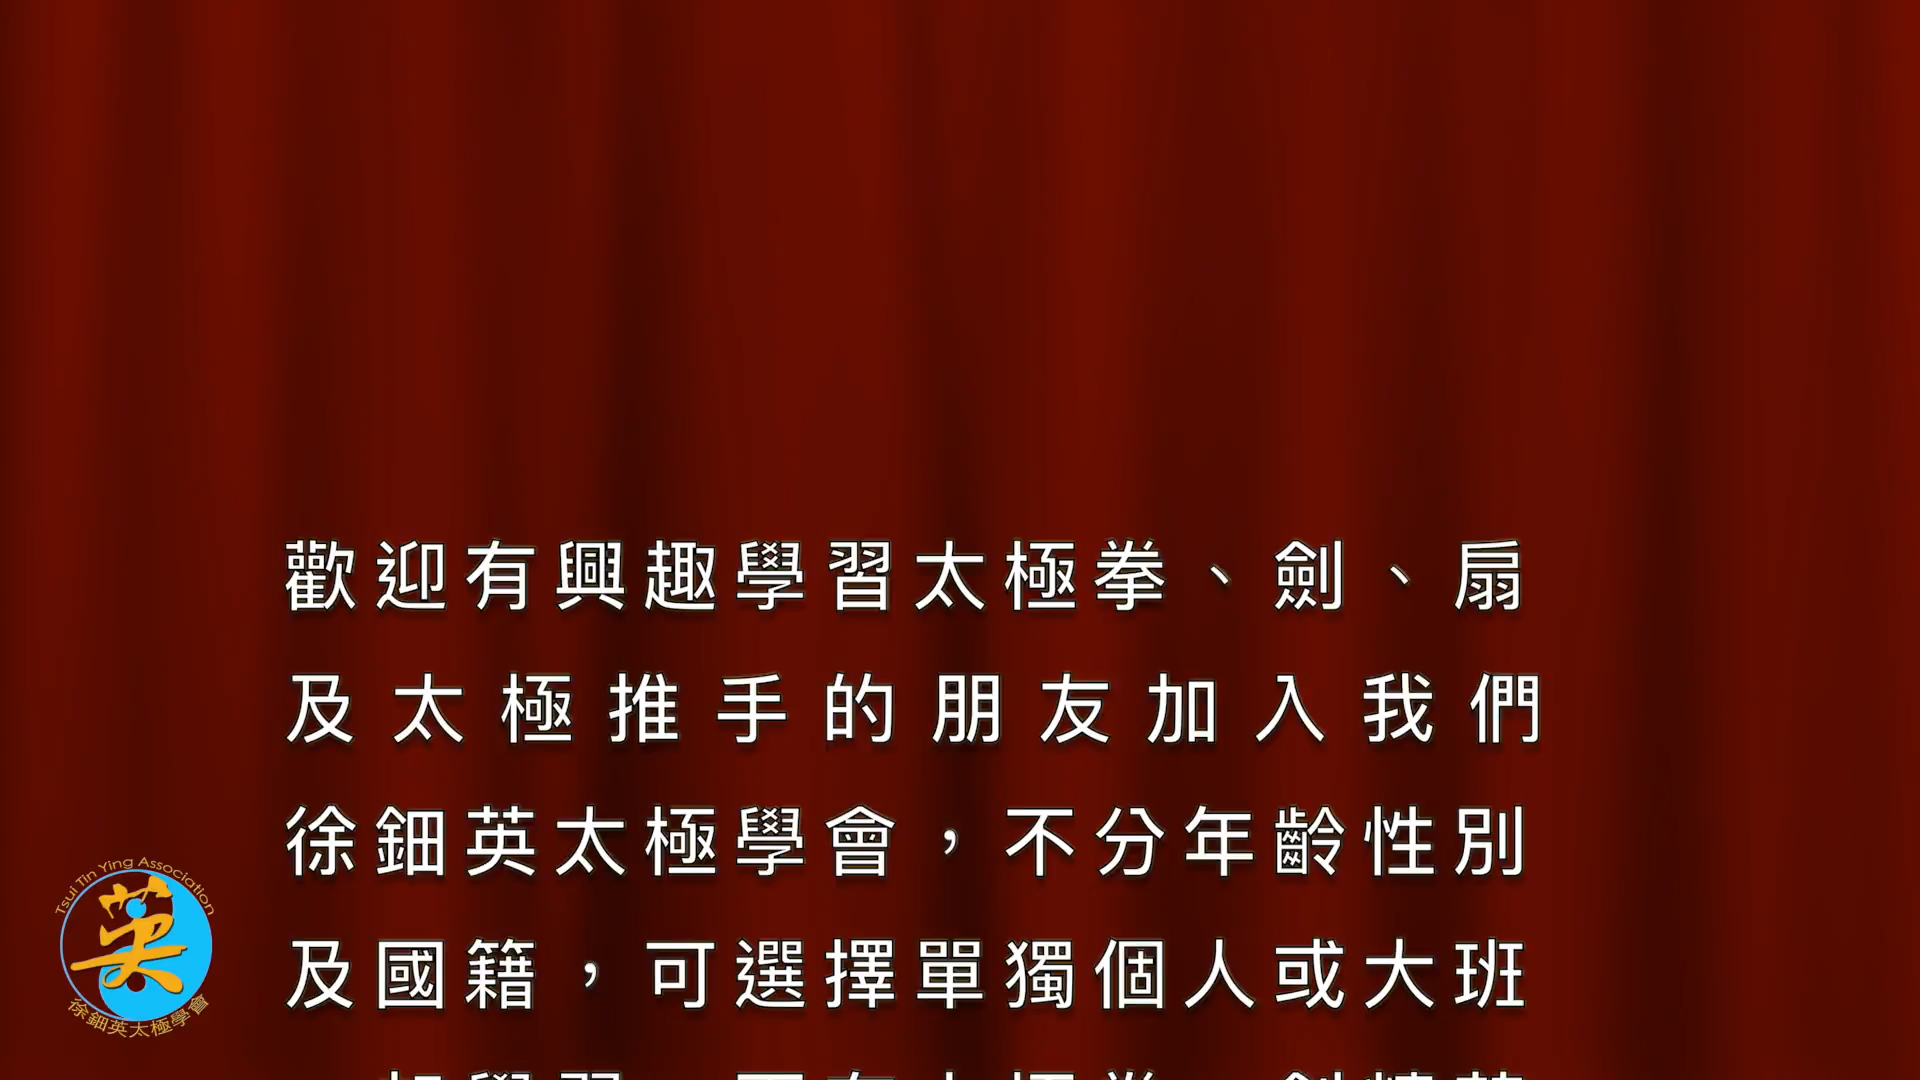 歡迎有興趣學習太極拳、劍、扇
及太極推手的朋友加入我們
徐鈿英太極學會，不分年齡性別
及國籍，可選擇單獨個人或大班
Tsui Tin Ying Association
英
徐鈿英太極學會